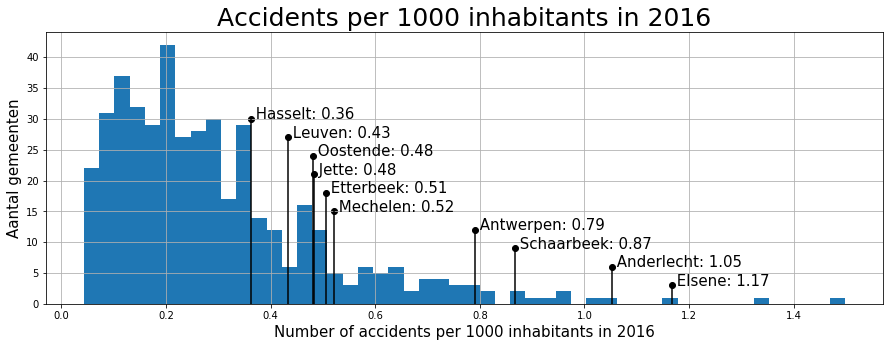 Accidents per 1000 inhabitants in 2016
Aantal gemeenten
40
35
30
25
20
15
10
5
0
Hasselt: 0.36
Leuven: 0.43
Oostende: 0.48
Jette: 0.48
Etterbeek: 0.51
Mechelen: 0.52
Antwerpen: 0.79
Schaarbeek: 0.87
Anderlecht: 1.05
Elsene: 1.17
0.0 0.2 0.4 0.6 0.8 1.0 1.2 1.4
Number of accidents per 1000 inhabitants in 2016